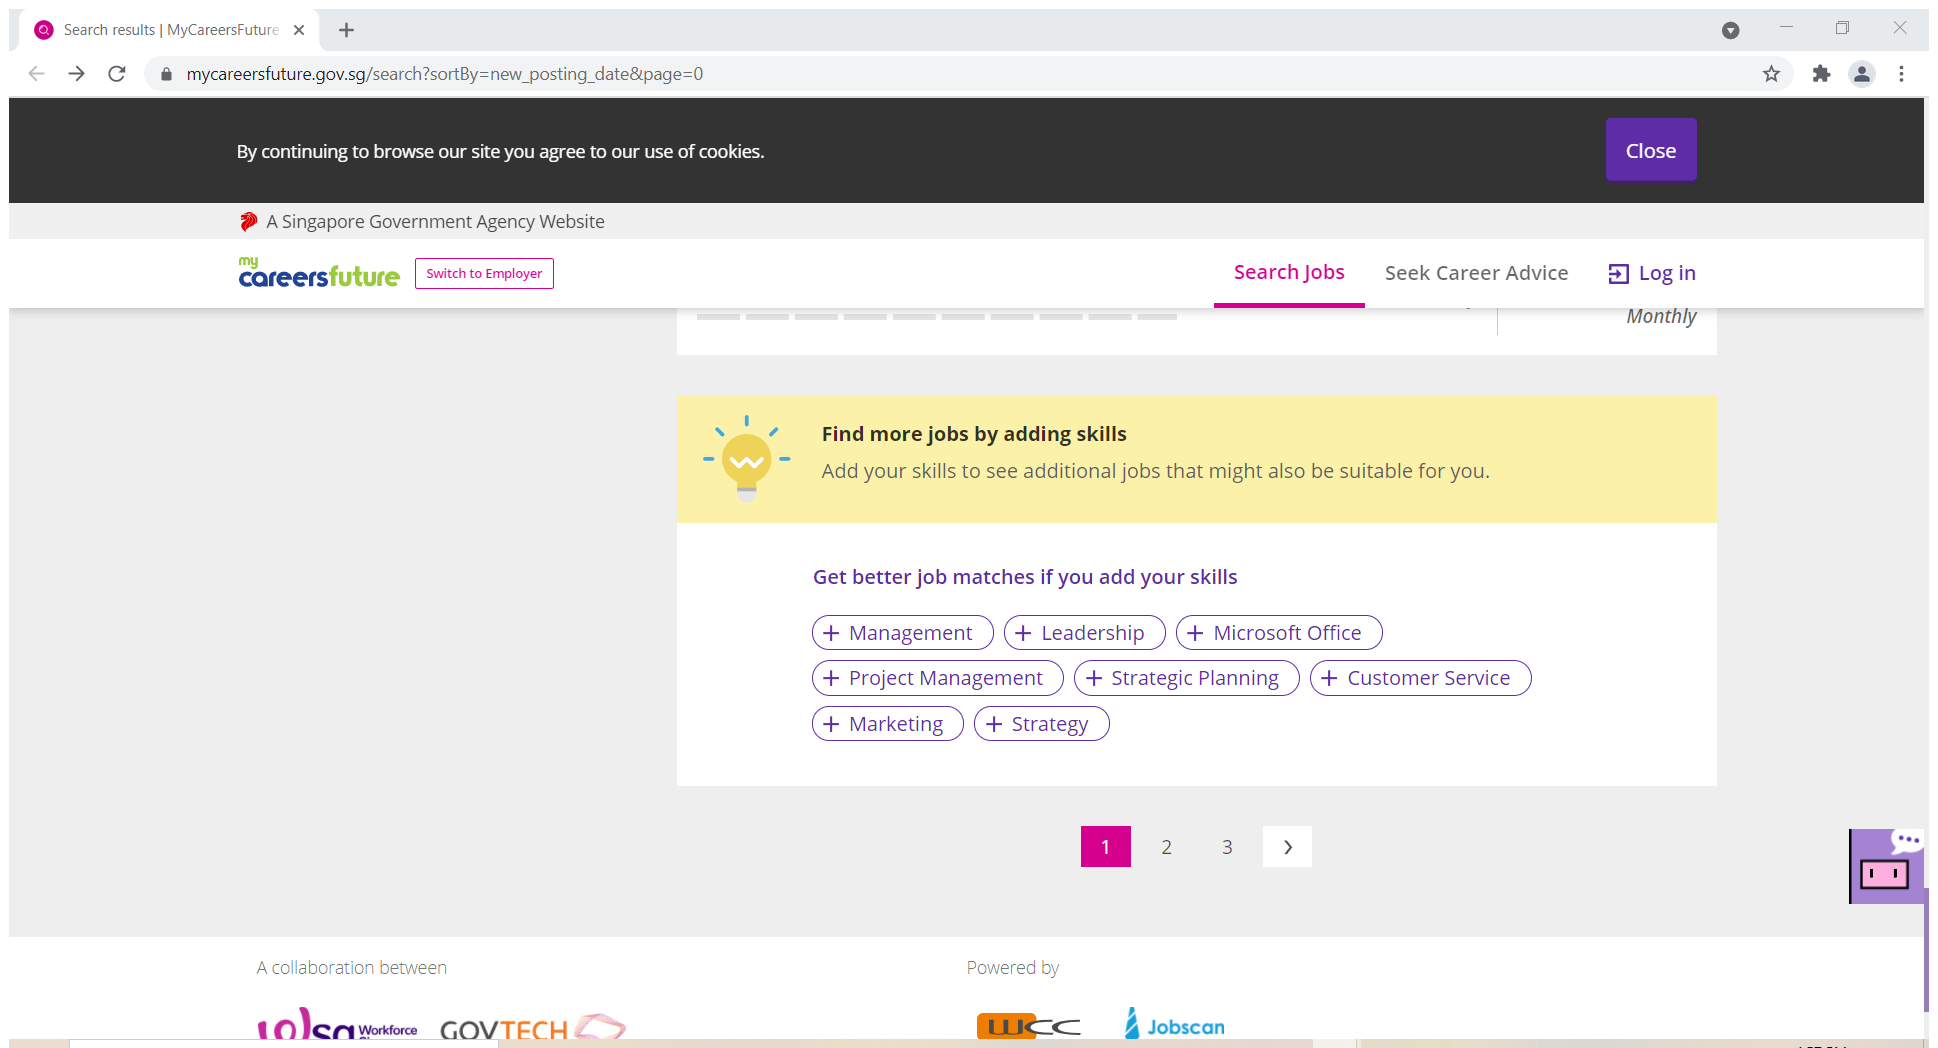 Search results | MyCareersFuture
mycareersfuture.gov.sg/search?sortBy=new_posting_date&page=0
By continuing to browse our site you agree to our use of cookies.
Close
A Singapore Government Agency Website
my
careersfuture
Switch to Employer
Search Jobs
Seek Career Advice
Log in
Monthly
Find more jobs by adding skills
Add your skills to see additional jobs that might also be suitable for you.
Get better job matches if you add your skills
+ Management
+ Leadership
+ Microsoft Office
+ Project Management
+ Strategic Planning
+ Customer Service
+ Marketing
+ Strategy
1 2 3 >
A collaboration between
Powered by
wsg Workforce
GOVTECH
WCC
Jobscan